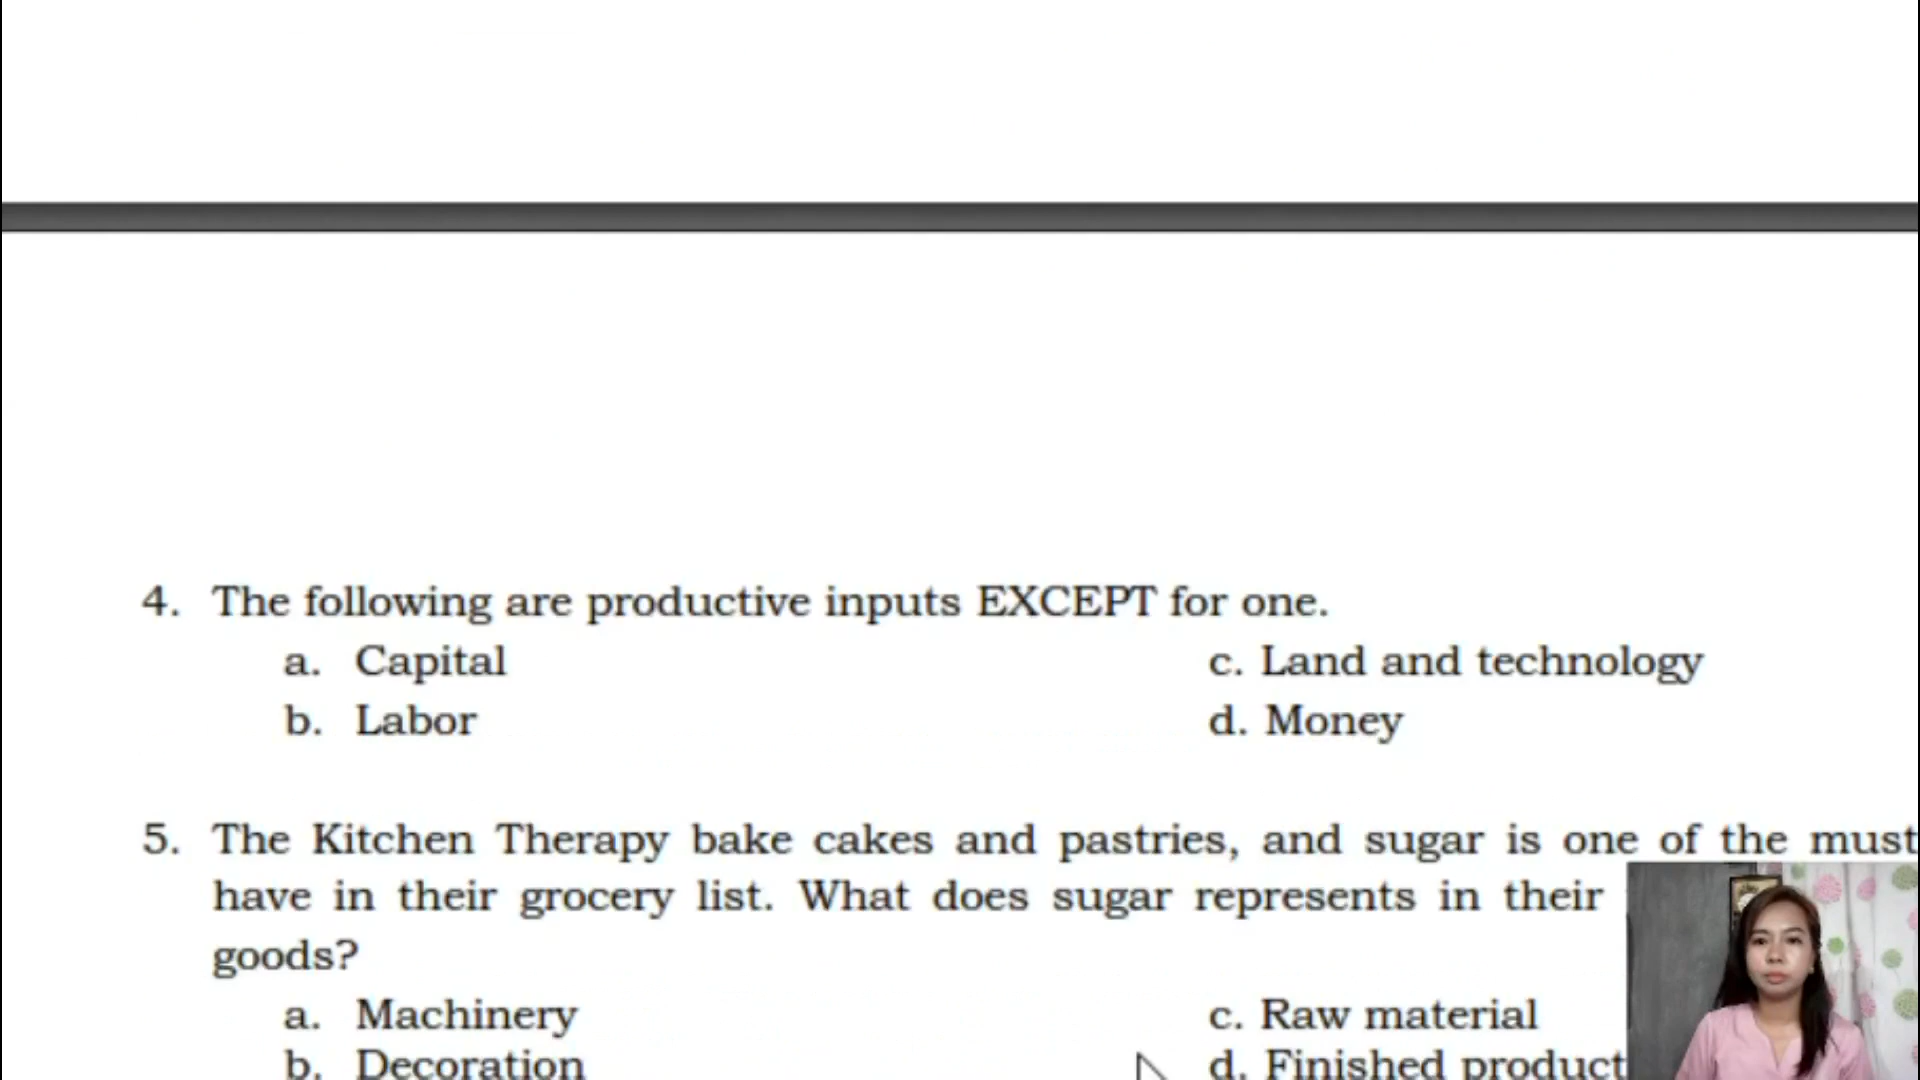 4. The following are productive inputs EXCEPT for one.
a. Capital
c. Land and technology
b. Labor
d. Money
5. The Kitchen Therapy bake cakes and pastries, and sugar is one of the must
have in their grocery list. What does sugar represents in their
goods?
a. Machinery
c. Raw material
b. Decoration
d. Finished product